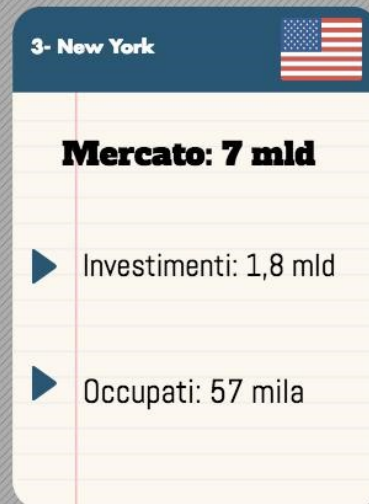 3- New York
Mercato: 7 mld
Investimenti: 1,8 mld
Occupati: 57 mila